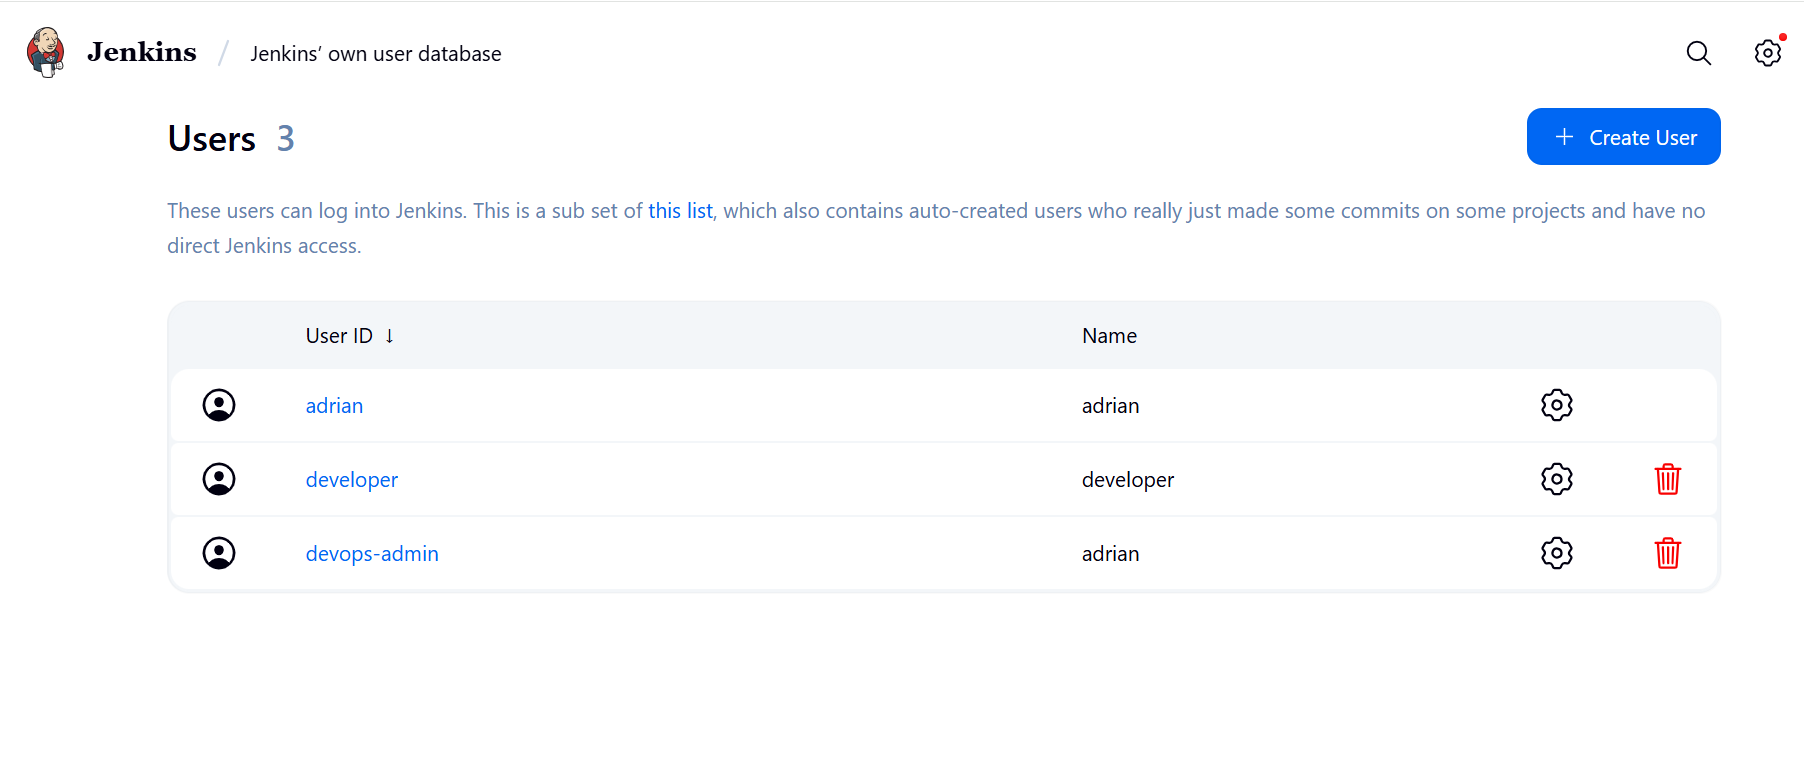 Jenkins / Jenkins’ own user database
Users 3
+ Create User
These users can log into Jenkins. This is a sub set of this list, which also contains auto-created users who really just made some commits on some projects and have no
direct Jenkins access.
User ID ↓ Name
adrian adrian
developer developer
devops-admin adrian